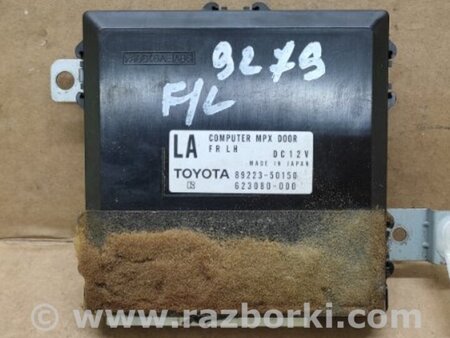 9279
F/L
LA COMPUTER MPX DOOR
FR LH DC12V
MADE IN JAPAN
TOYOTA 89223-50150
623080-000
www.razborki.com